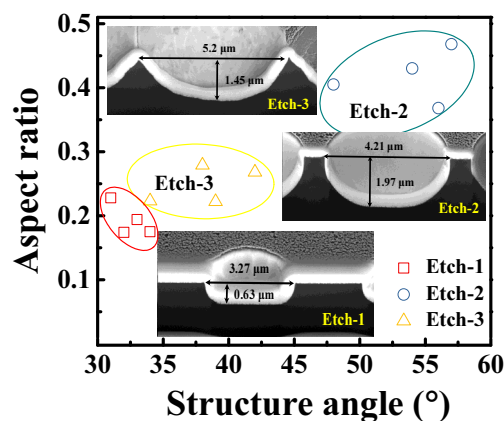 Aspect ratio
0.5
0.4
0.3
0.2
0.1
5.2 μm
1.45 μm
Etch-3
Etch-2
4.21 μm
1.97 μm
Etch-2
Etch-3
3.27 μm
0.63 μm
Etch-1
Etch-1
Etch-2
Etch-3
30 35 40 45 50 55 60
Structure angle (°)